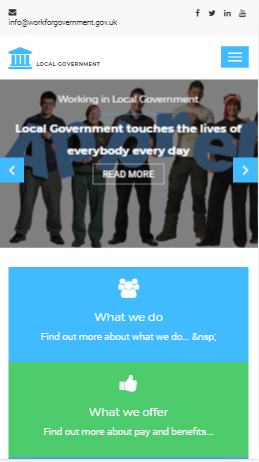 info@workforgovernment.gov.uk
LOCAL GOVERNMENT
Working in Local Government
Local Government touches the lives of
everybody every day
READ MORE
What we do
Find out more about what we do... &nsp;
What we offer
Find out more about pay and benefits...